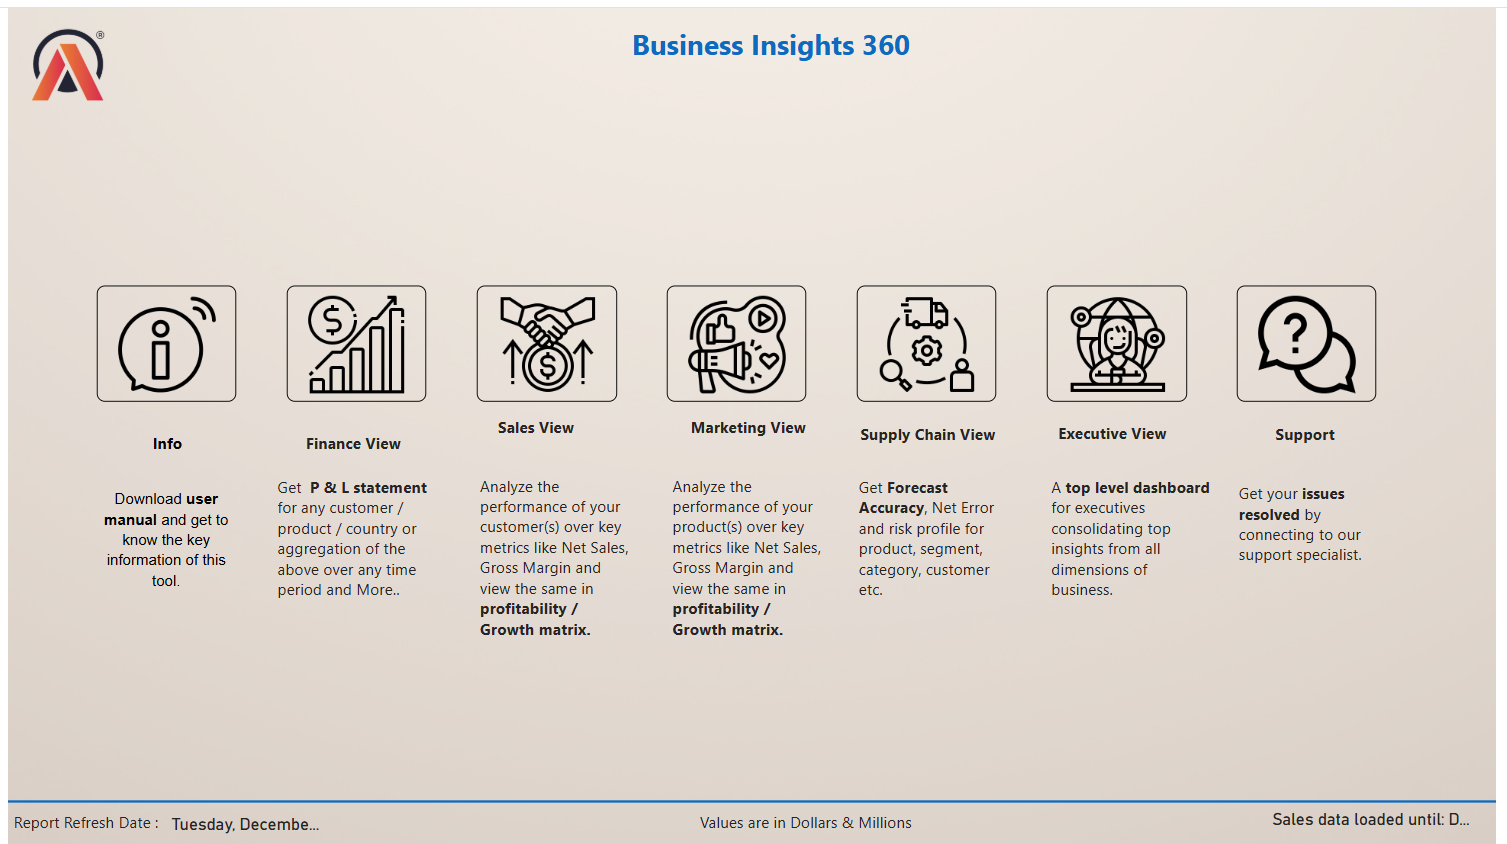 ®
Business Insights 360
Info
Download user
manual and get to
know the key
information of this
tool.
Finance View
Get  P & L statement
for any customer /
product / country or
aggregation of the
above over any time
period and More..
Sales View
Analyze the
performance of your
customer(s) over key
metrics like Net Sales,
Gross Margin and
view the same in
profitability /
Growth matrix.
Marketing View
Analyze the
performance of your
product(s) over key
metrics like Net Sales,
Gross Margin and
view the same in
profitability /
Growth matrix.
Supply Chain View
Get Forecast
Accuracy, Net Error
and risk profile for
product, segment,
category, customer
etc.
Executive View
A top level dashboard
for executives
consolidating top
insights from all
dimensions of
business.
Support
Get your issues
resolved by
connecting to our
support specialist.
Report Refresh Date : Tuesday, Decembe...
Values are in Dollars & Millions
Sales data loaded until: D...